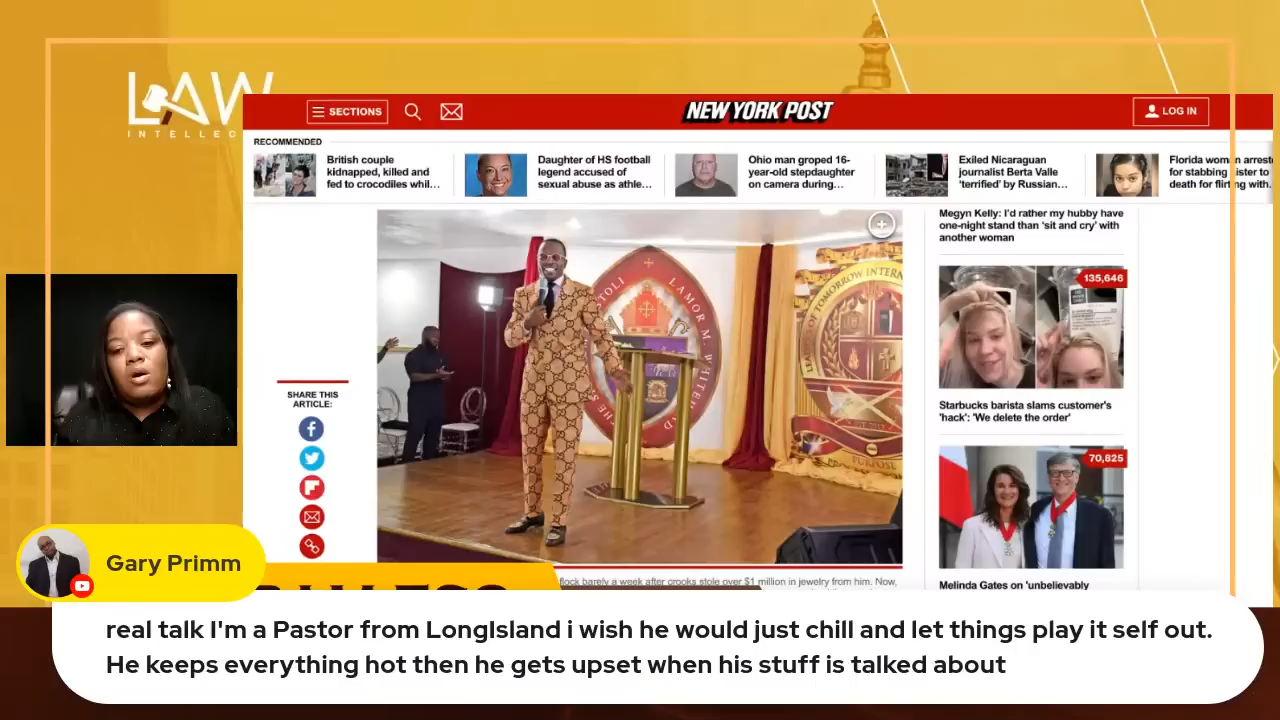 LAW
INTELLEC
SECTIONS
NEW YORK POST
LOG IN
RECOMMENDED
British couple
kidnapped, killed and
fed to crocodiles whil...
Daughter of HS football
legend accused of
sexual abuse as athle...
Ohio man groped 16-
year-old stepdaughter
on camera during...
Exiled Nicaraguan
journalist Berta Valle
'terrified' by Russian...
Florida woman arrest
for stabbing sister to
death for flirting with
SHARE THIS
ARTICLE:
LAMOR M. WHITEH
OF TOMORROW INTERN
PURPOSE
Megyn Kelly: I'd rather my hubby have
one-night stand than 'sit and cry' with
another woman
135,646
Starbucks barista slams customer's
'hack': 'We delete the order'
70,825
Melinda Gates on 'unbelievably
flock barely a week after crooks stole over $1 million in jewelry from him. Now,
Gary Primm
real talk I'm a Pastor from LongIsland i wish he would just chill and let things play it self out.
He keeps everything hot then he gets upset when his stuff is talked about